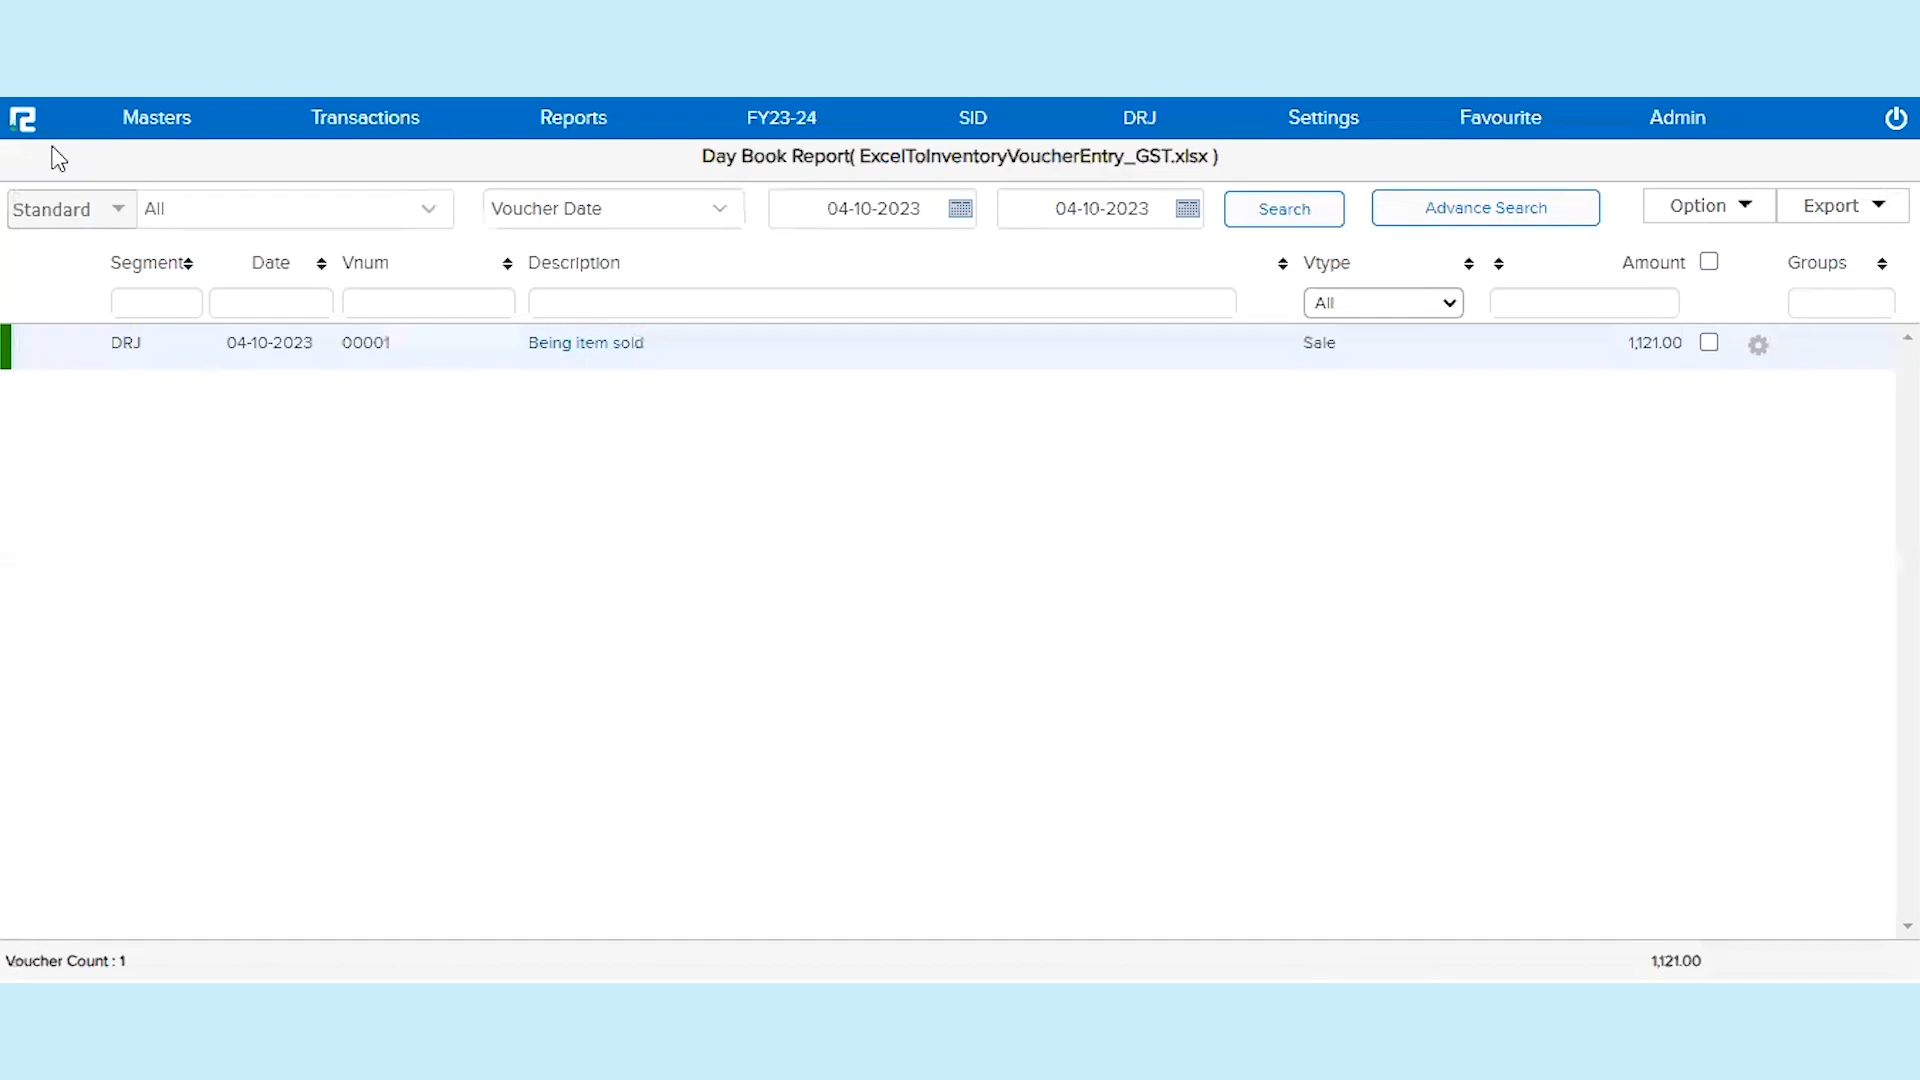 Masters Transactions Reports FY23-24 SID DRJ Settings Favourite Admin
Day Book Report( ExcelToInventoryVoucherEntry_GST.xlsx )
Standard All Voucher Date 04-10-2023 04-10-2023 Search Advance Search Option Export
Segment Date Vnum Description Vtype Amount Groups
All
DRJ 04-10-2023 00001 Being item sold Sale 1,121.00
Voucher Count : 1 1,121.00